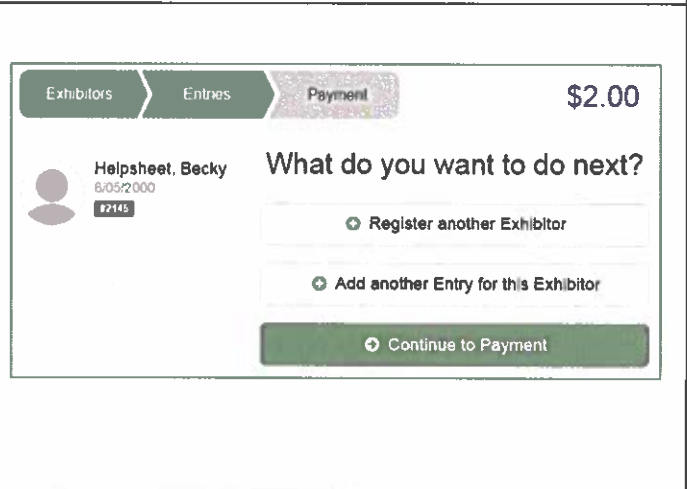 Exhibitors Entries Payment $2.00
Helpsheet, Becky
8/05/2000
#2145
What do you want to do next?
Register another Exhibitor
Add another Entry for this Exhibitor
Continue to Payment